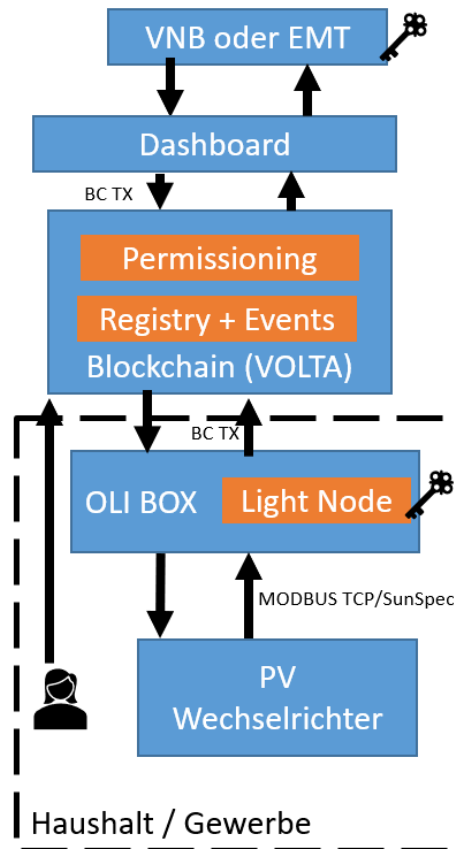 VNB oder EMT
Dashboard
BC TX
Permissioning
Registry + Events
Blockchain (VOLTA)
BC TX
OLI BOX
Light Node
MODBUS TCP/SunSpec
PV
Wechselrichter
Haushalt / Gewerbe